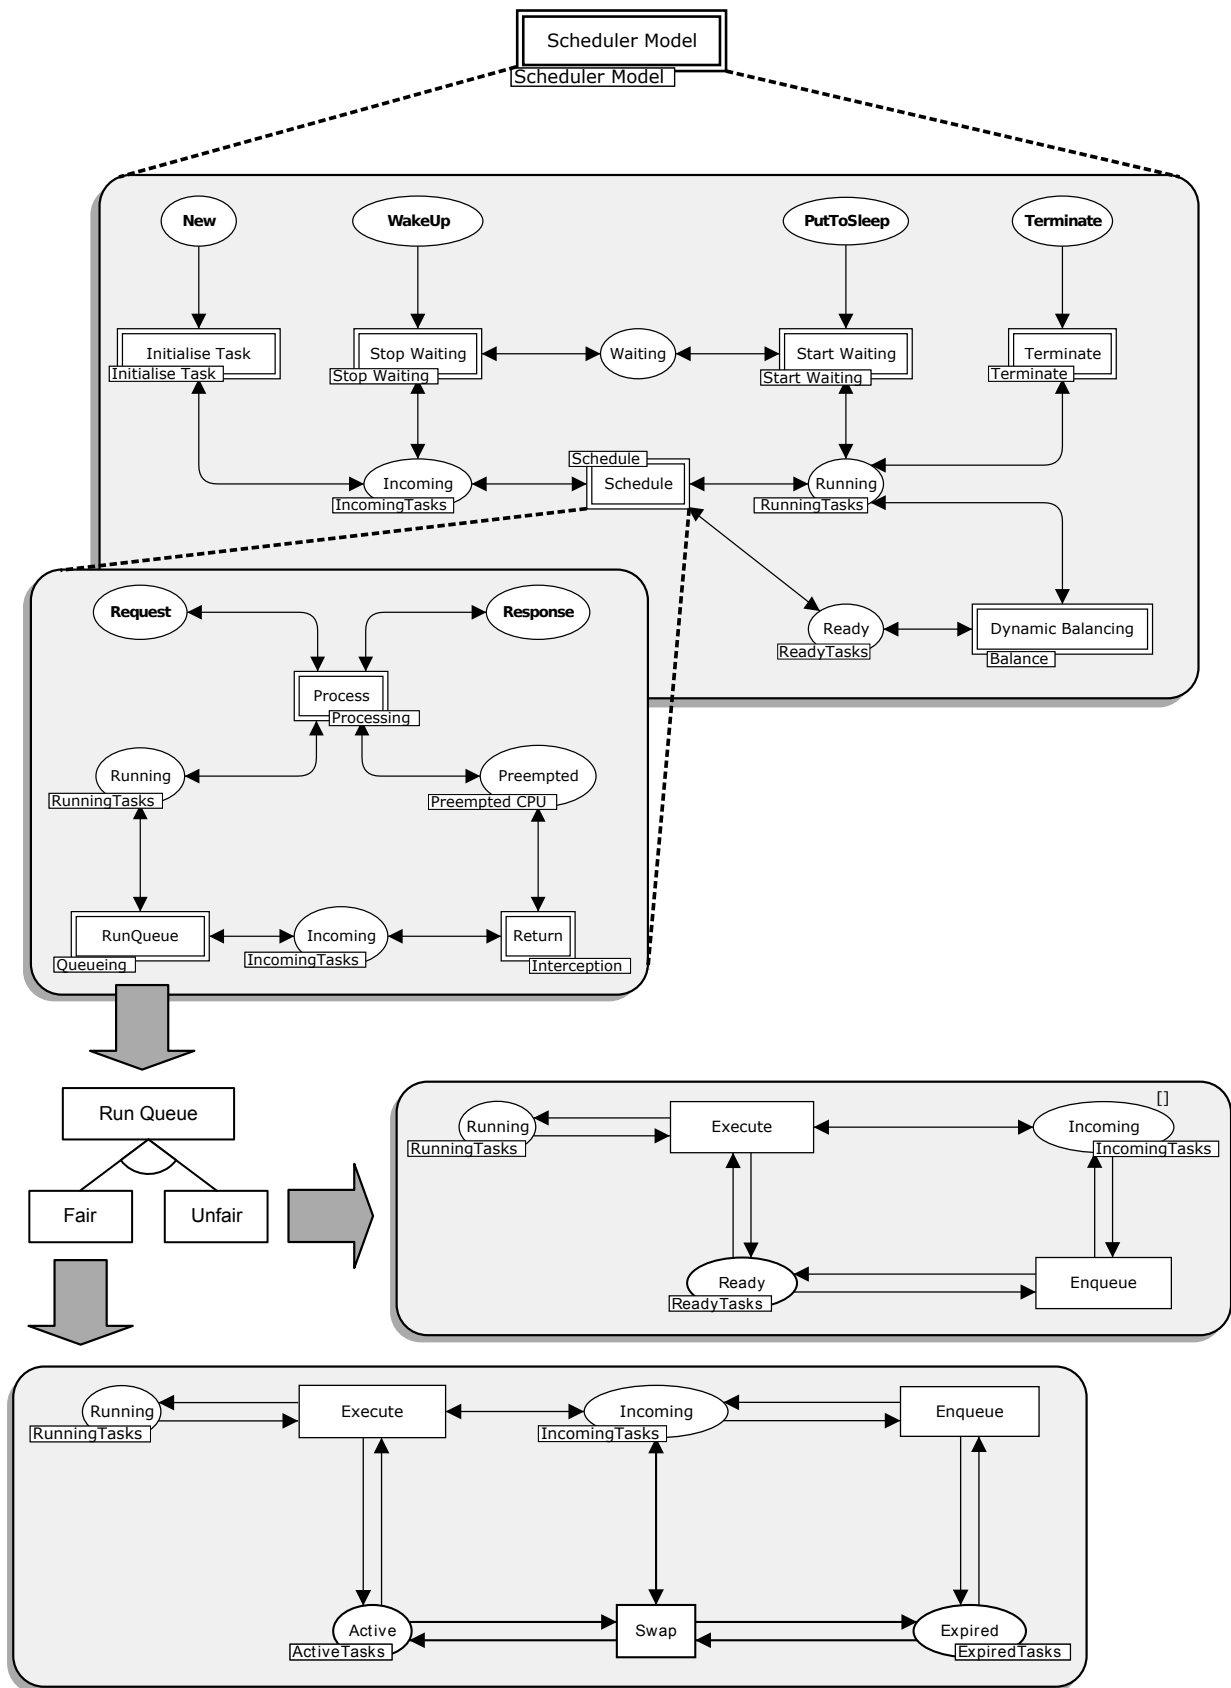 Scheduler Model
Scheduler Model
New
WakeUp
PutToSleep
Terminate
Initialise Task
Initialise Task
Stop Waiting
Stop Waiting
Waiting
Start Waiting
Start Waiting
Terminate
Terminate
Incoming
IncomingTasks
Schedule
Schedule
Running
RunningTasks
Ready
ReadyTasks
Dynamic Balancing
Balance
Request
Response
Process
Processing
Running
RunningTasks
Preempted
Preempted CPU
RunQueue
Queueing
Incoming
IncomingTasks
Return
Interception
Run Queue
Fair
Unfair
Running
RunningTasks
Execute
[]
Incoming
IncomingTasks
Ready
ReadyTasks
Enqueue
Running
RunningTasks
Execute
Incoming
IncomingTasks
Enqueue
Active
ActiveTasks
Swap
Expired
ExpiredTasks